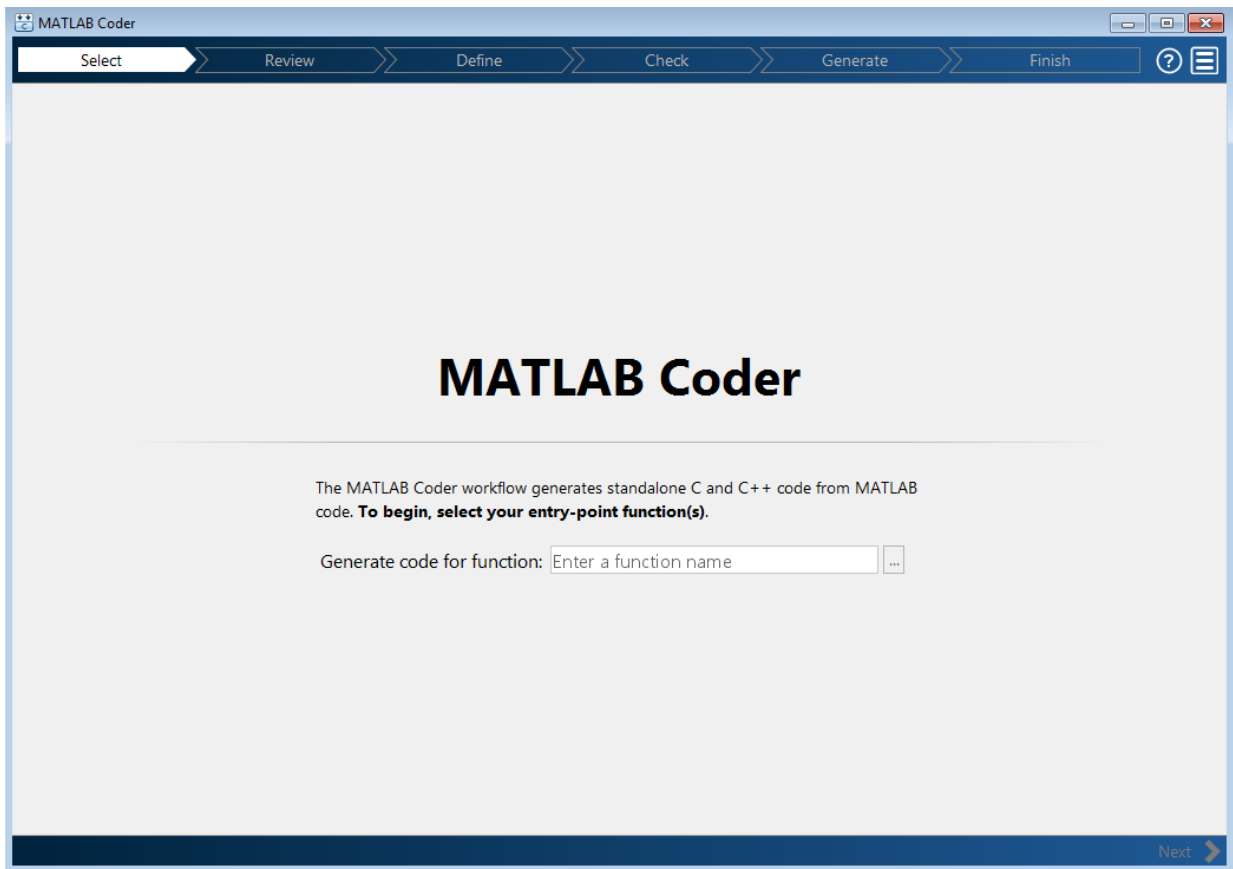 MATLAB Coder
Select
Review
Define
Check
Generate
Finish
?
MATLAB Coder
The MATLAB Coder workflow generates standalone C and C++ code from MATLAB
code. To begin, select your entry-point function(s).
Generate code for function: Enter a function name ...
Next